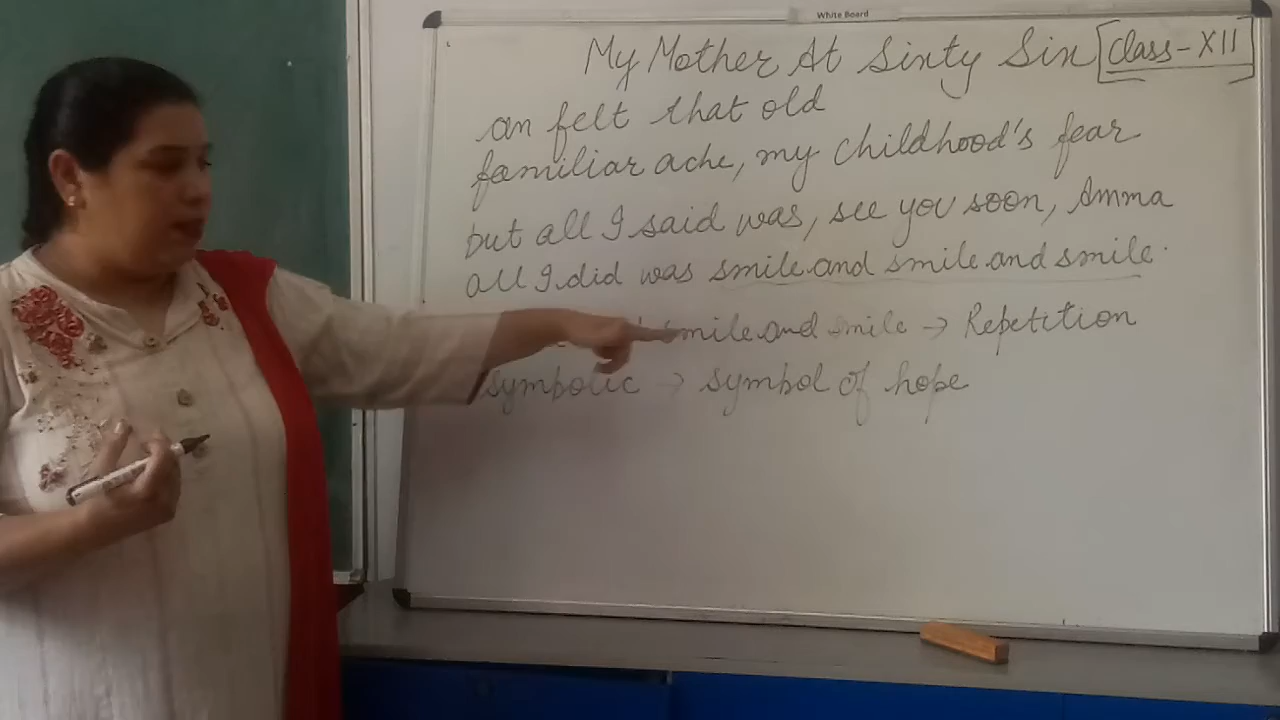 White Board
My Mother At Sixty Six [Class-XII]
an felt that old
familiar ache, my childhood's fear
but all I said was, see you soon, Amma
all I did was smile and smile and smile.
smile and smile → Repetition
symbolic → symbol of hope